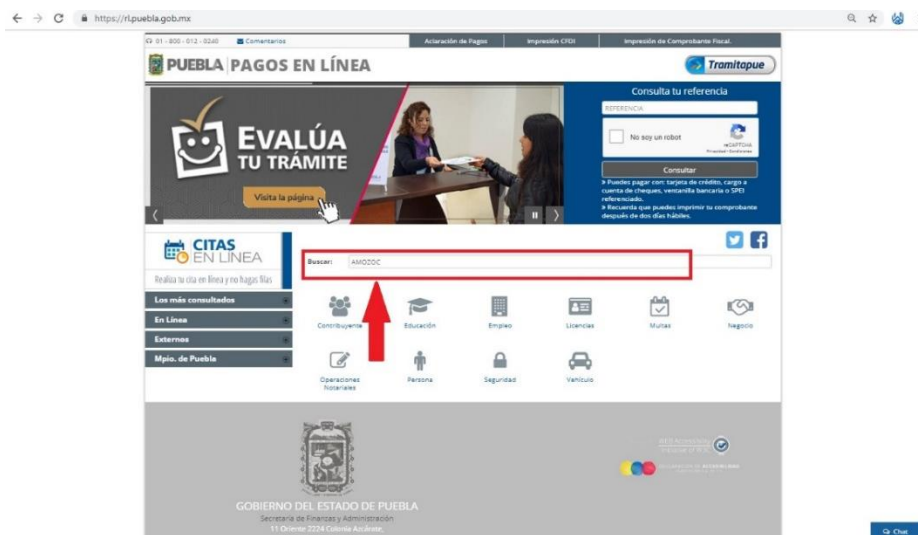 https://rl.puebla.gob.mx
01 - 800 - 012 - 0240 Comentarios Aclaración de Pagos Impresión CFDI Impresión de Comprobante Fiscal.
PUEBLA PAGOS EN LÍNEA
Tramitapue
EVALÚA
TU TRÁMITE
Visita la página
Consulta tu referencia
REFERENCIA
No soy un robot
reCAPTCHA
Privacidad - Condiciones
Consultar
Puedes pagar con: tarjeta de crédito, cargo a
cuenta de cheques, ventanilla bancaria o SPEI
referenciado.
Recuerda que puedes imprimir tu comprobante
después de dos días hábiles.
CITAS
EN LÍNEA
Realiza tu cita en línea y no hagas filas
Buscar: AMOZOC
Los más consultados
En Línea
Externos
Mpio. de Puebla
Contribuyente Educación Empleo Licencias Multas Negocio
Operaciones
Notariales
Persona Seguridad Vehículo
GOBIERNO DEL ESTADO DE PUEBLA
Secretaría de Finanzas y Administración
11 Oriente 2224 Colonia Azcárate,
Chat